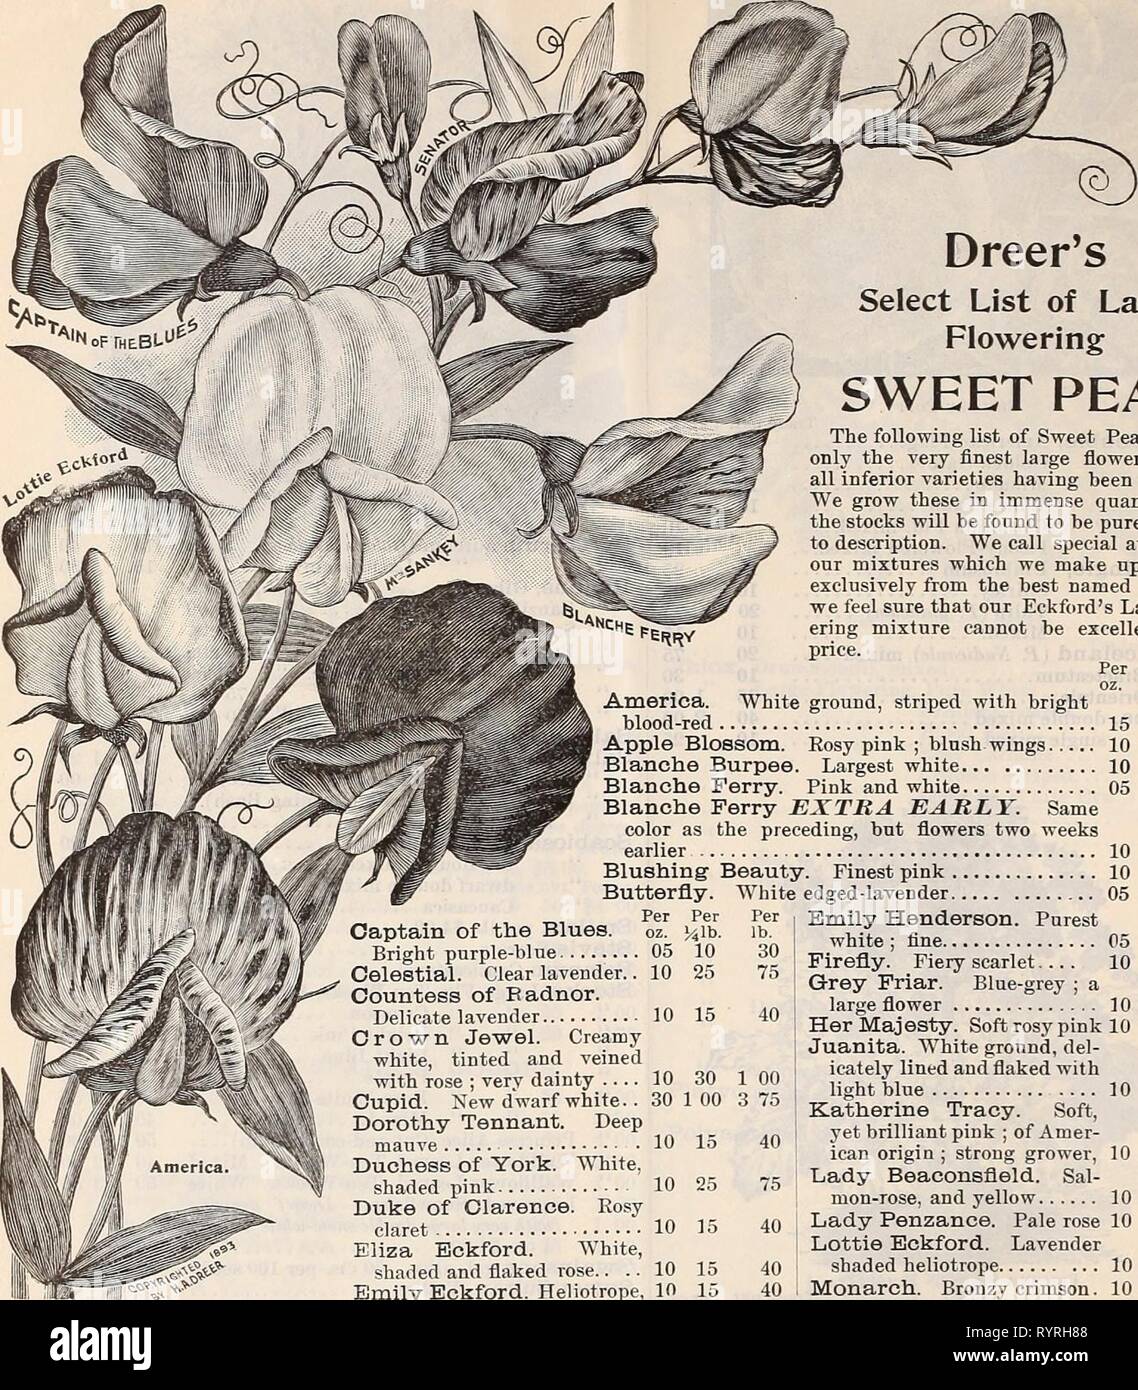 SENATOR
CAPTAIN OF THE BLUES
Lottie Eckford
Mrs SANKEY
BLANCHE FERRY
America.
COPYRIGHTED 1893
BY H.A.DREER
Dreer's
Select List of La
Flowering
SWEET PEA
The following list of Sweet Pea
only the very finest large flower
all inferior varieties having been
We grow these in immense quan
the stocks will be found to be pure
to description. We call special a
our mixtures which we make up
exclusively from the best named
we feel sure that our Eckford's La
ering mixture cannot be excelle
price.
Per
oz.
America. White ground, striped with bright
blood-red ........ 15
Apple Blossom. Rosy pink ; blush wings..... 10
Blanche Burpee. Largest white... ............. 10
Blanche Ferry. Pink and white.............. 05
Blanche Ferry EXTRA EARLY. Same
color as the preceding, but flowers two weeks
earlier ........ 10
Blushing Beauty. Finest pink .............. 10
Butterfly. White edged-lavender........ 05
Per Per Per
oz. ¼lb. lb.
Captain of the Blues.
Bright purple-blue........ 05 10 30
Celestial. Clear lavender.. 10 25 75
Countess of Radnor.
Delicate lavender.......... 10 15 40
Crown Jewel. Creamy
white, tinted and veined
with rose ; very dainty .... 10 30 1 00
Cupid. New dwarf white.. 30 1 00 3 75
Dorothy Tennant. Deep
mauve .................... 10 15 40
Duchess of York. White,
shaded pink.............. 10 25 75
Duke of Clarence. Rosy
claret .................... 10 15 40
Eliza Eckford. White,
shaded and flaked rose..... 10 15 40
Emily Eckford. Heliotrope, 10 15 40
Emily Henderson. Purest
white ; fine............... 05
Firefly. Fiery scarlet.... 10
Grey Friar. Blue-grey ; a
large flower .............. 10
Her Majesty. Soft rosy pink 10
Juanita. White ground, del-
icately lined and flaked with
light blue ................ 10
Katherine Tracy. Soft,
yet brilliant pink ; of Amer-
ican origin ; strong grower, 10
Lady Beaconsfield. Sal-
mon-rose, and yellow...... 10
Lady Penzance. Pale rose 10
Lottie Eckford. Lavender
shaded heliotrope.......... 10
Monarch. Bronzy crimson. 10
alamy
Image ID: RYRH88
www.alamy.com